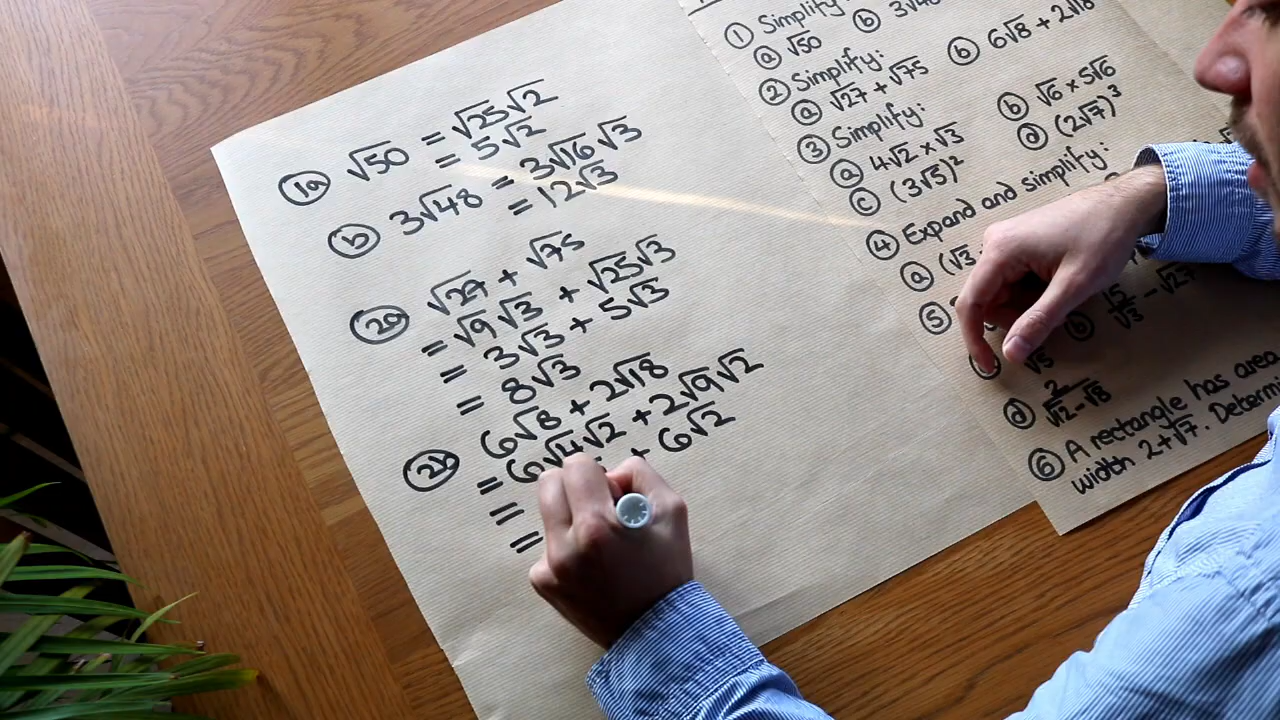 1a √50 = √25√2
= 5√2
b 3√48 = 3√16√3
= 12√3
2a √27 + √75
= √9√3 + √25√3
= 3√3 + 5√3
= 8√3
2b 6√8 + 2√18
= 6√4√2 + 2√9√2
= + 6√2
=
1 Simplify:
a √50 b 3√48
2 Simplify:
a √27 + √75 b 6√8 + 2√18
3 Simplify:
a 4√2 × √3 b √6 × 5√6
c (3√5)² d (2√7)³
4 Expand and simplify:
a (√3
5
√5 b √5/√3 - √27
d 2/√2-√8
6 A rectangle has area
width 2+√7. Determi